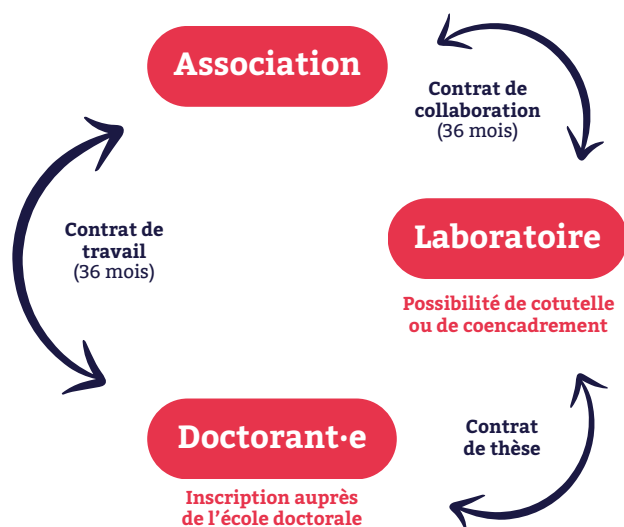 Association
Contrat de
collaboration
(36 mois)
Contrat de
travail
(36 mois)
Laboratoire
Possibilité de cotutelle
ou de coencadrement
Doctorant·e
Contrat
de thèse
Inscription auprès
de l’école doctorale